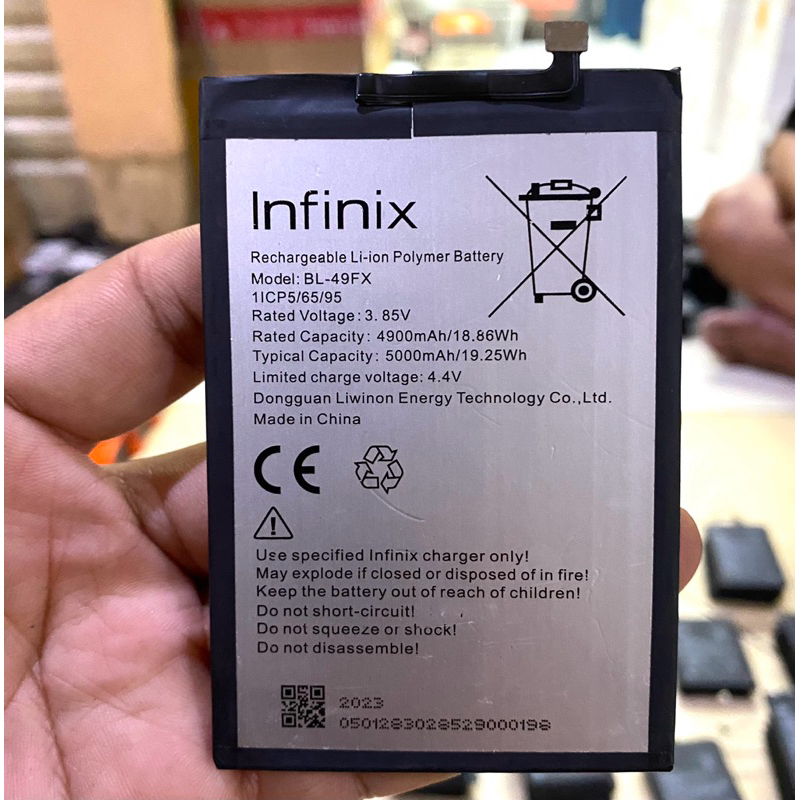 Infinix
Rechargeable Li-ion Polymer Battery
Model: BL-49FX
1ICP5/65/95
Rated Voltage: 3.85V
Rated Capacity: 4900mAh/18.86Wh
Typical Capacity: 5000mAh/19.25Wh
Limited charge voltage: 4.4V
Dongguan Liwinon Energy Technology Co.,Ltd.
Made in China
CE
Use specified Infinix charger only!
May explode if closed or disposed of in fire!
Keep the battery out of reach of children!
Do not short-circuit!
Do not squeeze or shock!
Do not disassemble!
2023
0501283028529000198